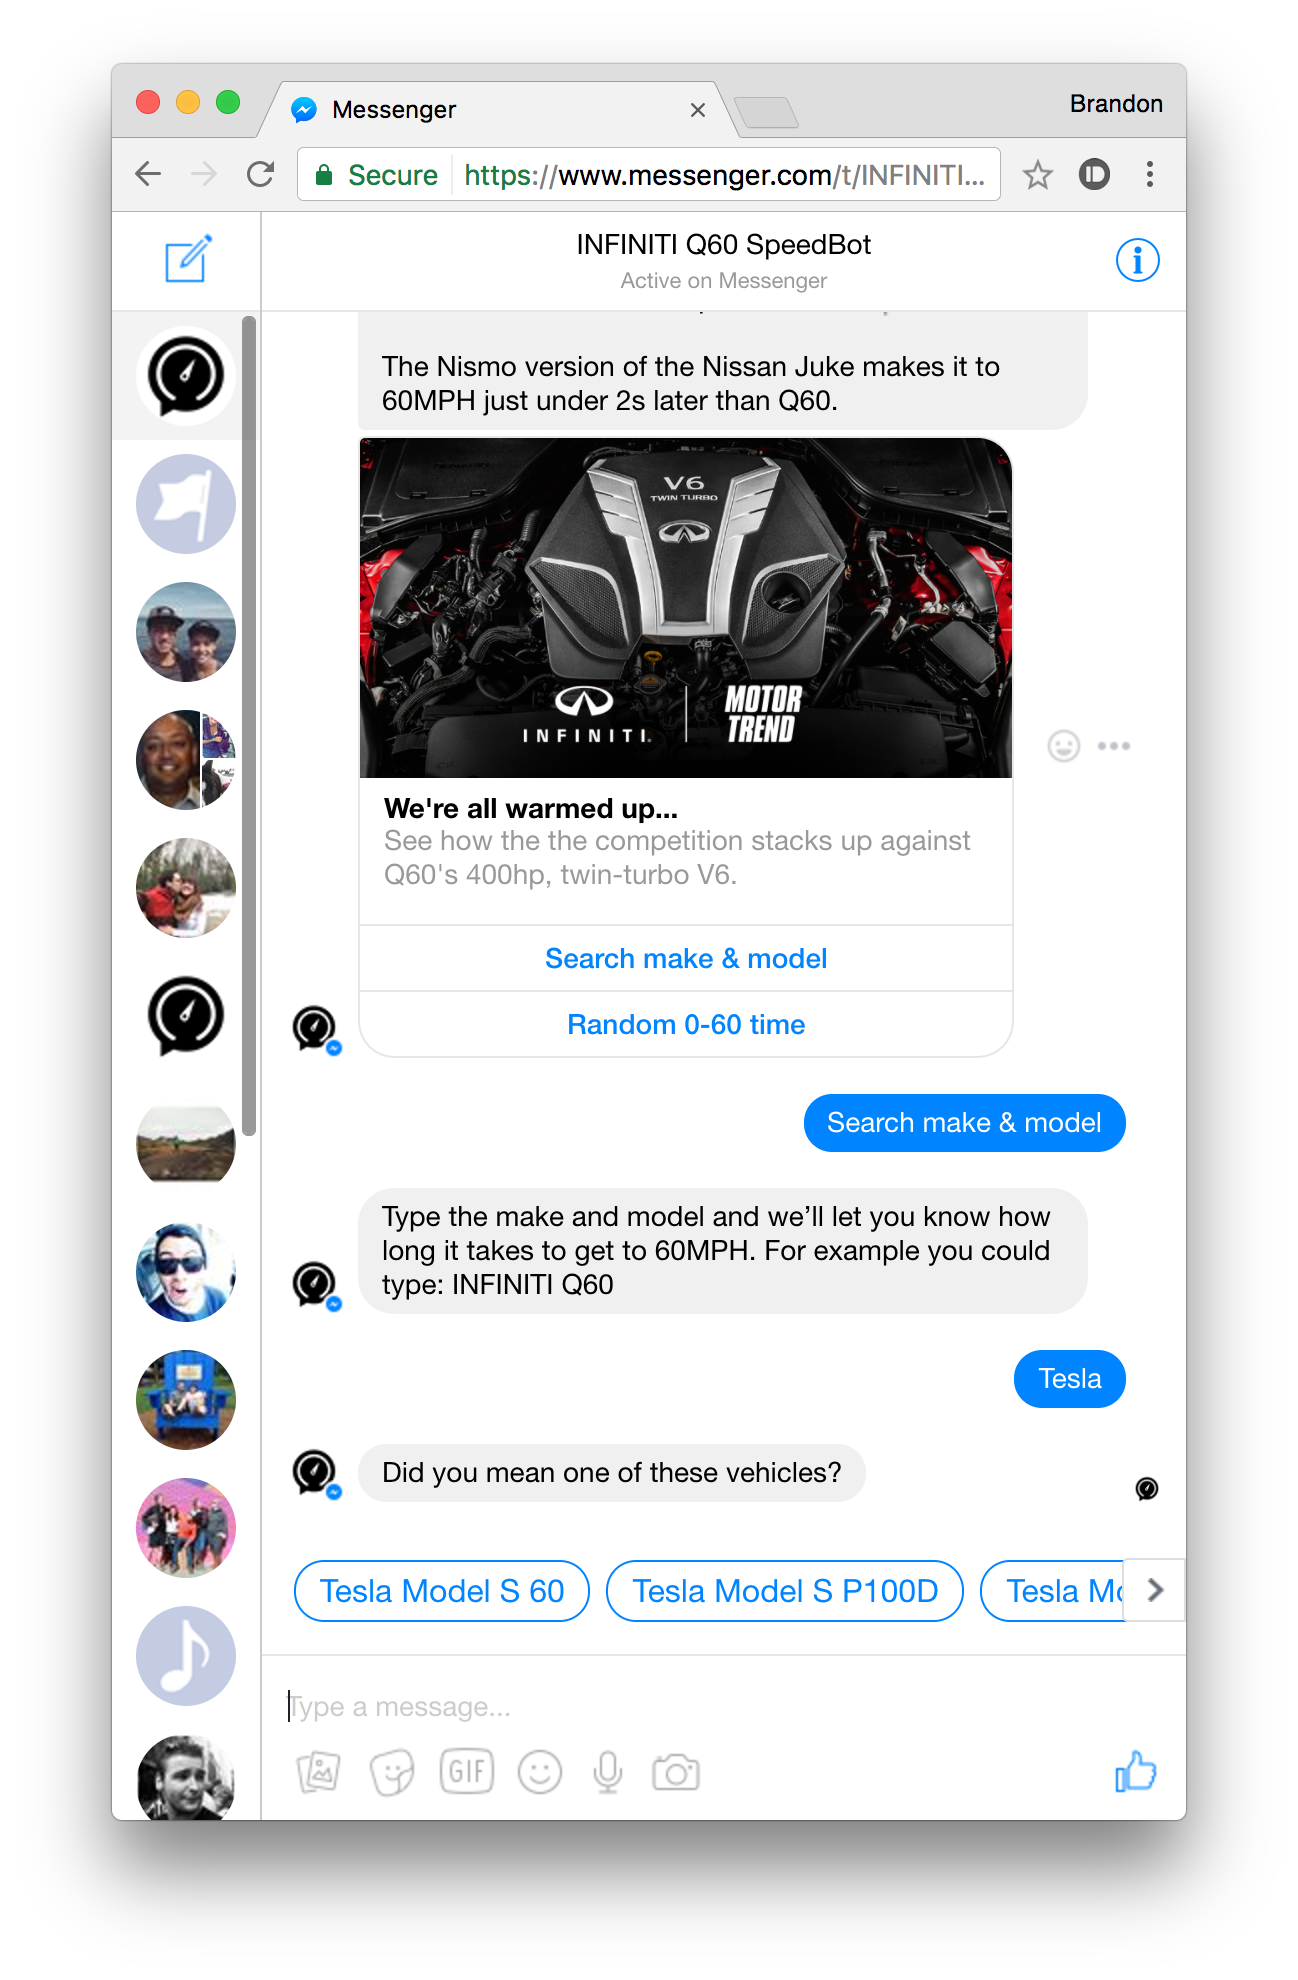 Messenger
Brandon
Secure
https://www.messenger.com/t/INFINITI...
INFINITI Q60 SpeedBot
Active on Messenger
The Nismo version of the Nissan Juke makes it to
60MPH just under 2s later than Q60.
V6
TWIN TURBO
INFINITI.
MOTOR
TREND
We're all warmed up...
See how the the competition stacks up against
Q60's 400hp, twin-turbo V6.
Search make & model
Random 0-60 time
Search make & model
Type the make and model and we’ll let you know how
long it takes to get to 60MPH. For example you could
type: INFINITI Q60
Tesla
Did you mean one of these vehicles?
Tesla Model S 60
Tesla Model S P100D
Tesla Mo
Type a message...
GIF